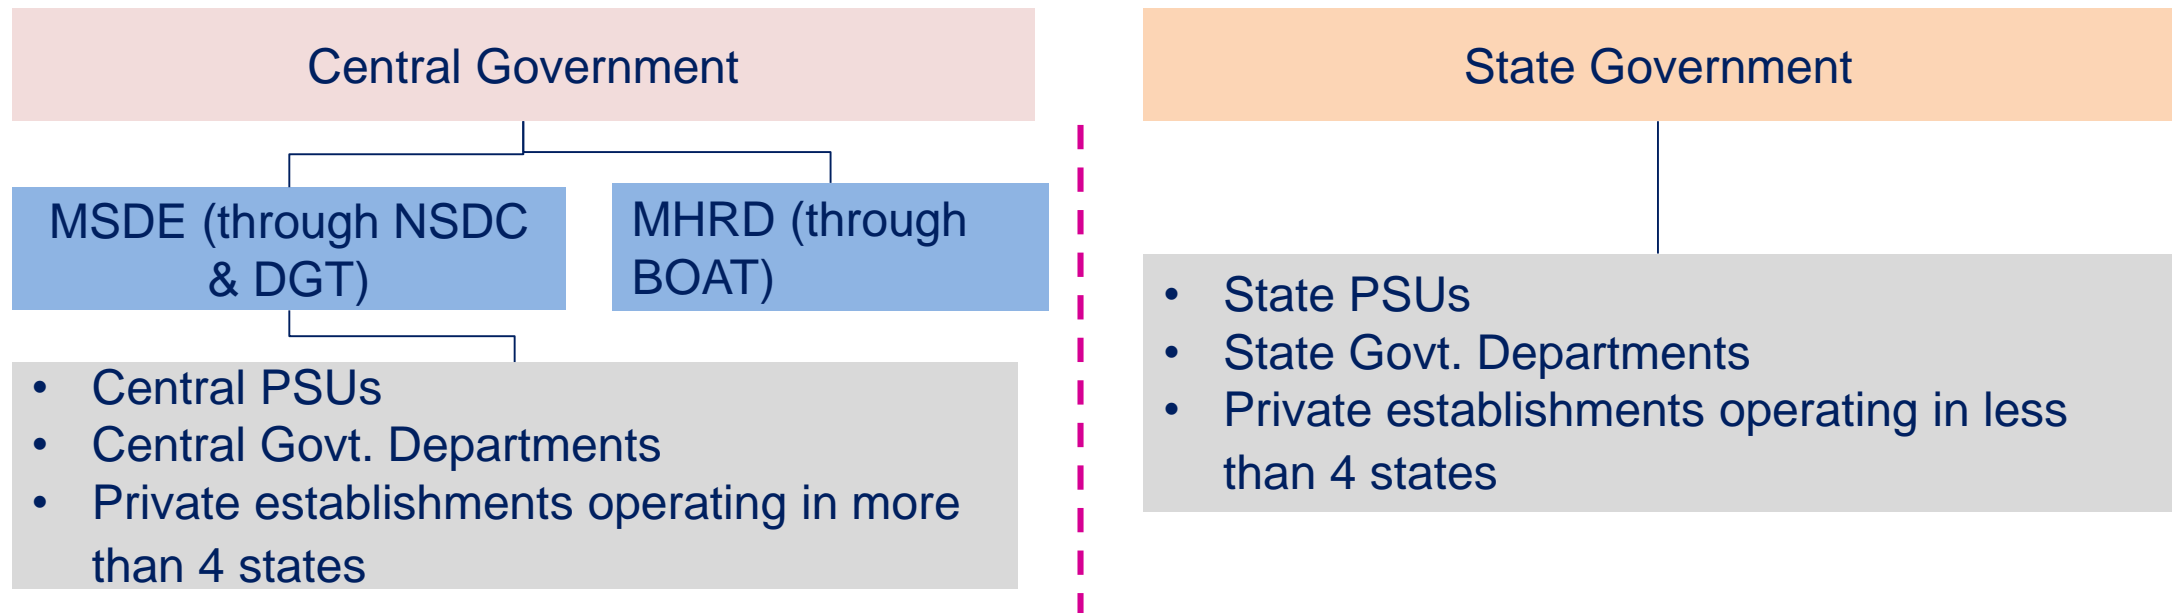 Central Government
MSDE (through NSDC
& DGT)
MHRD (through
BOAT)
• Central PSUs
• Central Govt. Departments
• Private establishments operating in more
than 4 states
State Government
• State PSUs
• State Govt. Departments
• Private establishments operating in less
than 4 states